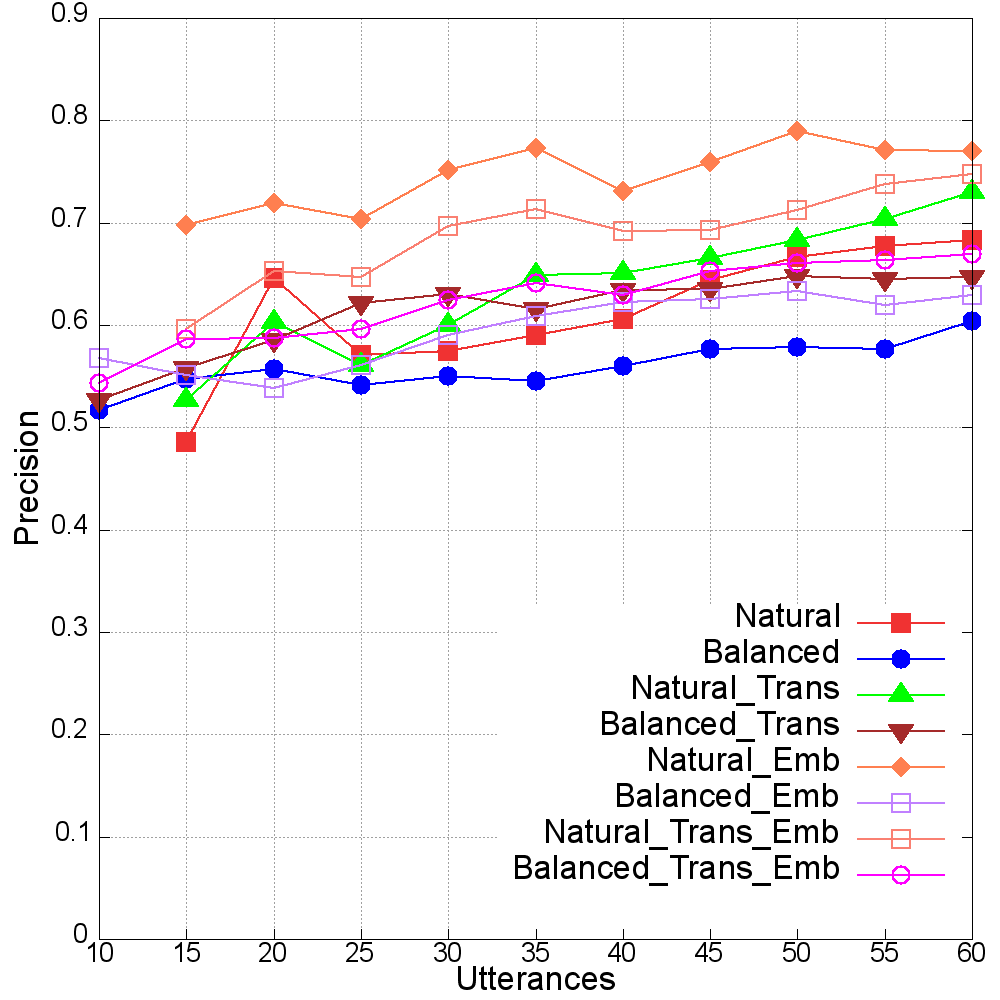 0.9
0.8
0.7
0.6
0.5
0.4
0.3
0.2
0.1
0
Precision
Natural
Balanced
Natural_Trans
Balanced_Trans
Natural_Emb
Balanced_Emb
Natural_Trans_Emb
Balanced_Trans_Emb
10 15 20 25 30 35 40 45 50 55 60
Utterances